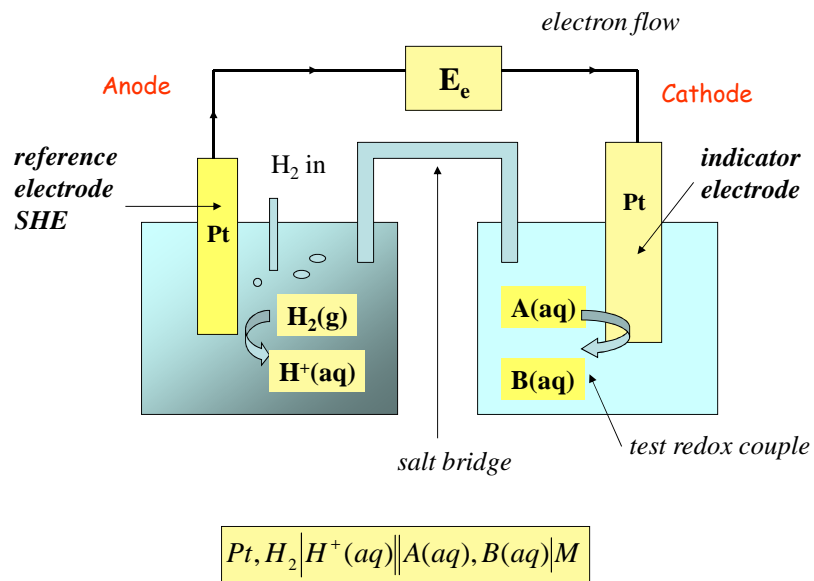 electron flow
Anode
E_e
Cathode
reference
electrode
SHE
H₂ in
indicator
electrode
Pt
Pt
H₂(g)
H⁺(aq)
A(aq)
B(aq)
salt bridge
test redox couple
Pt, H₂|H⁺(aq)||A(aq), B(aq)|M